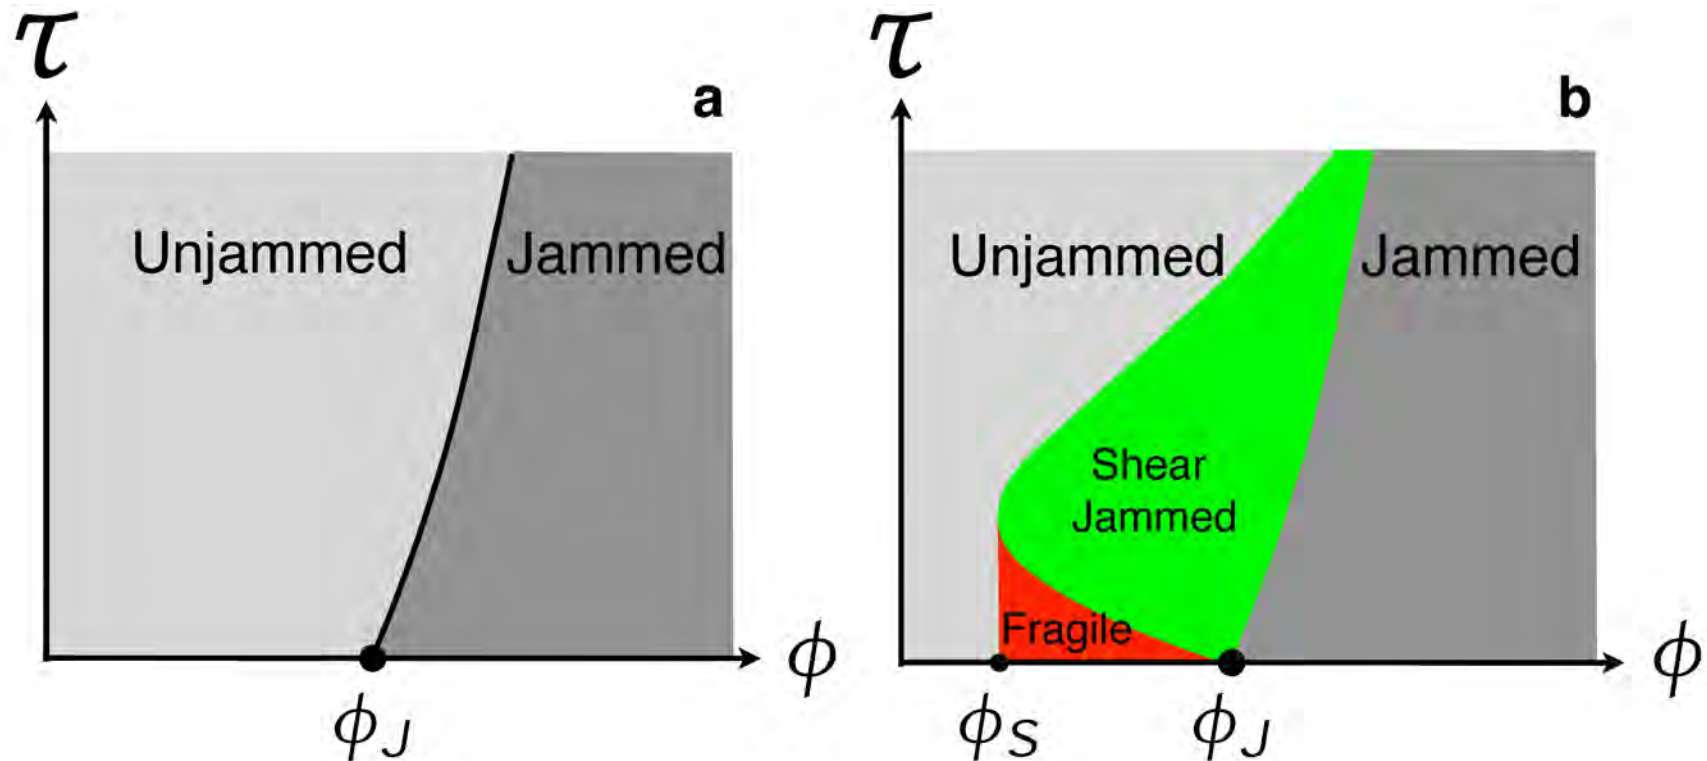 τ
a
Unjammed
Jammed
ϕ
ϕJ
τ
b
Unjammed
Jammed
Shear
Jammed
Fragile
ϕ
ϕS
ϕJ